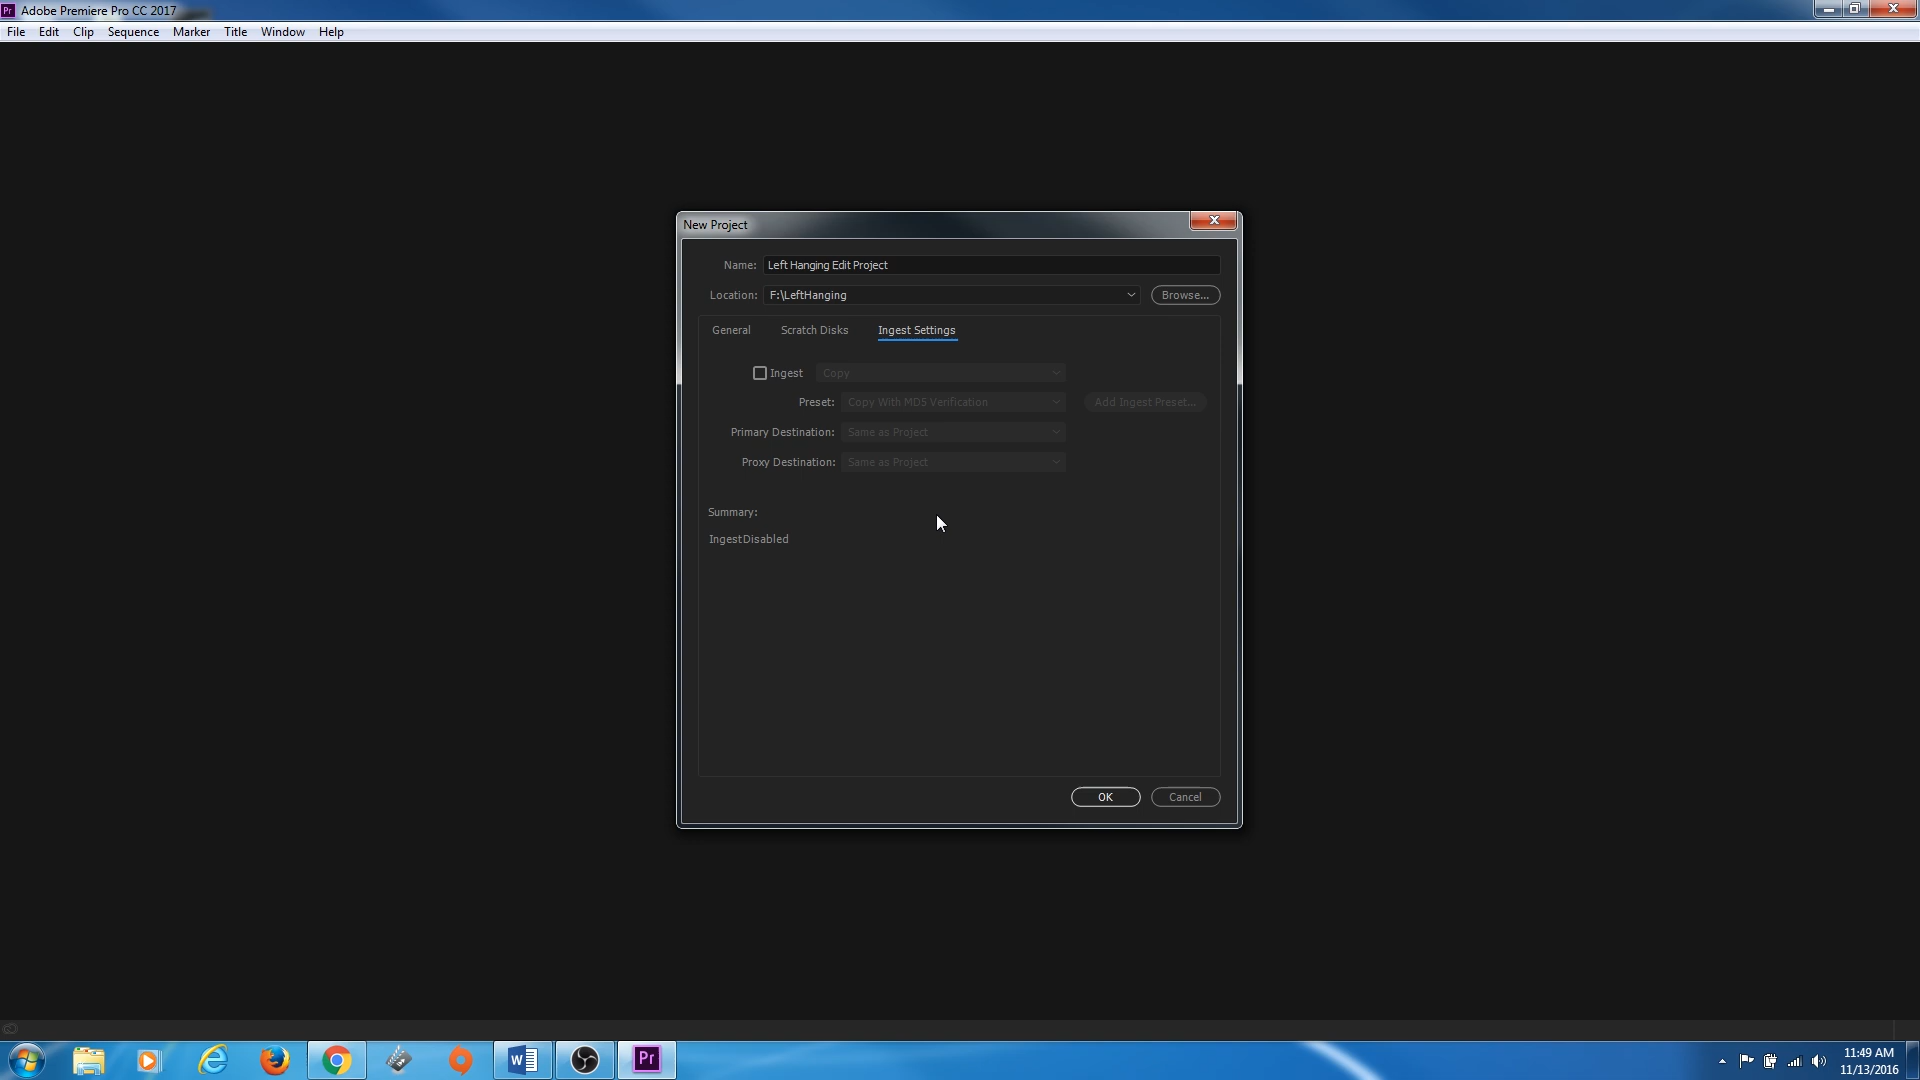 Pr Adobe Premiere Pro CC 2017
File Edit Clip Sequence Marker Title Window Help
New Project
Name: Left Hanging Edit Project
Location: F:\LeftHanging Browse...
General Scratch Disks Ingest Settings
Ingest Copy
Preset: Copy With MD5 Verification Add Ingest Preset...
Primary Destination: Same as Project
Proxy Destination: Same as Project
Summary:
IngestDisabled
OK Cancel
W Pr
11:49 AM
11/13/2016